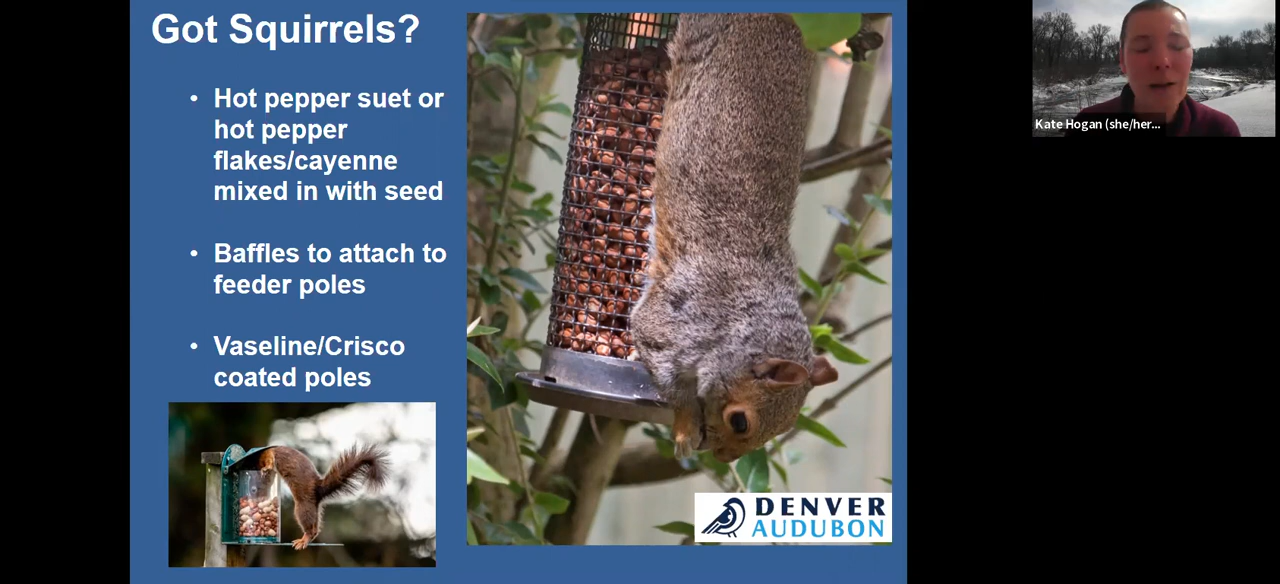 Got Squirrels?
• Hot pepper suet or
hot pepper
flakes/cayenne
mixed in with seed
• Baffles to attach to
feeder poles
• Vaseline/Crisco
coated poles
DENVER
AUDUBON
Kate Hogan (she/her...